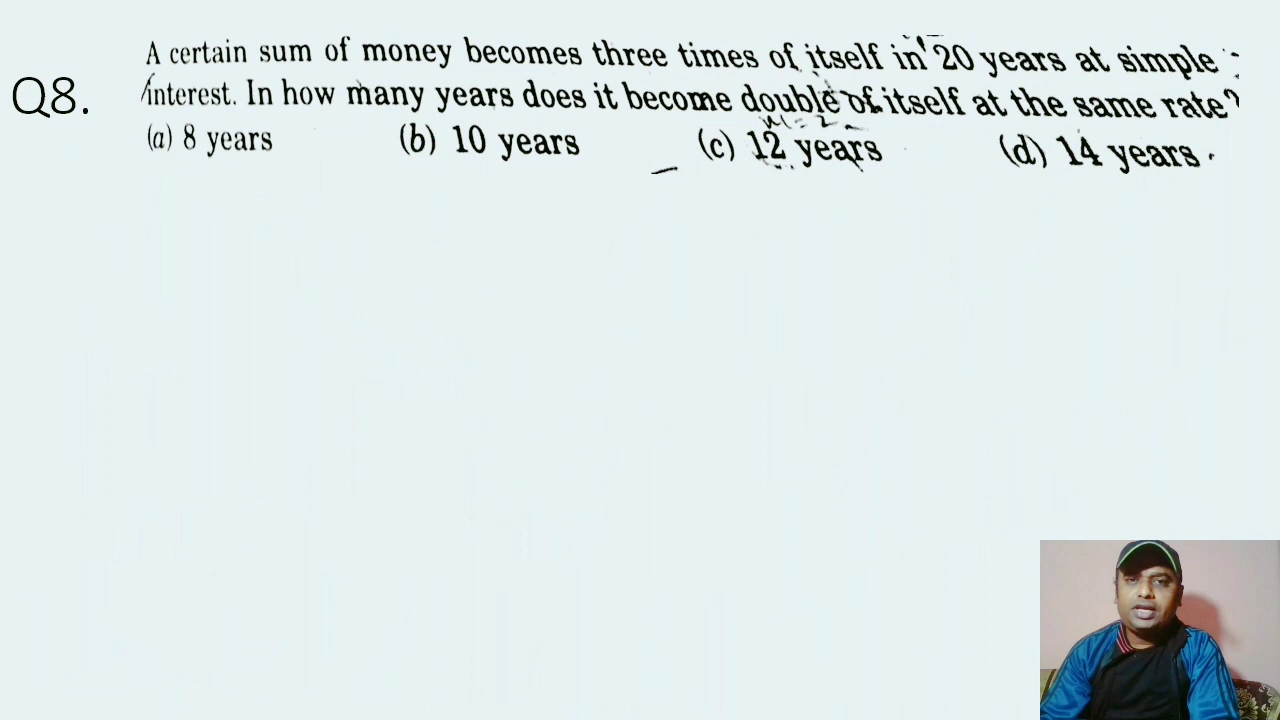 Q8.
A certain sum of money becomes three times of itself in 20 years at simple
interest. In how many years does it become double of itself at the same rate?
(a) 8 years (b) 10 years (c) 12 years (d) 14 years